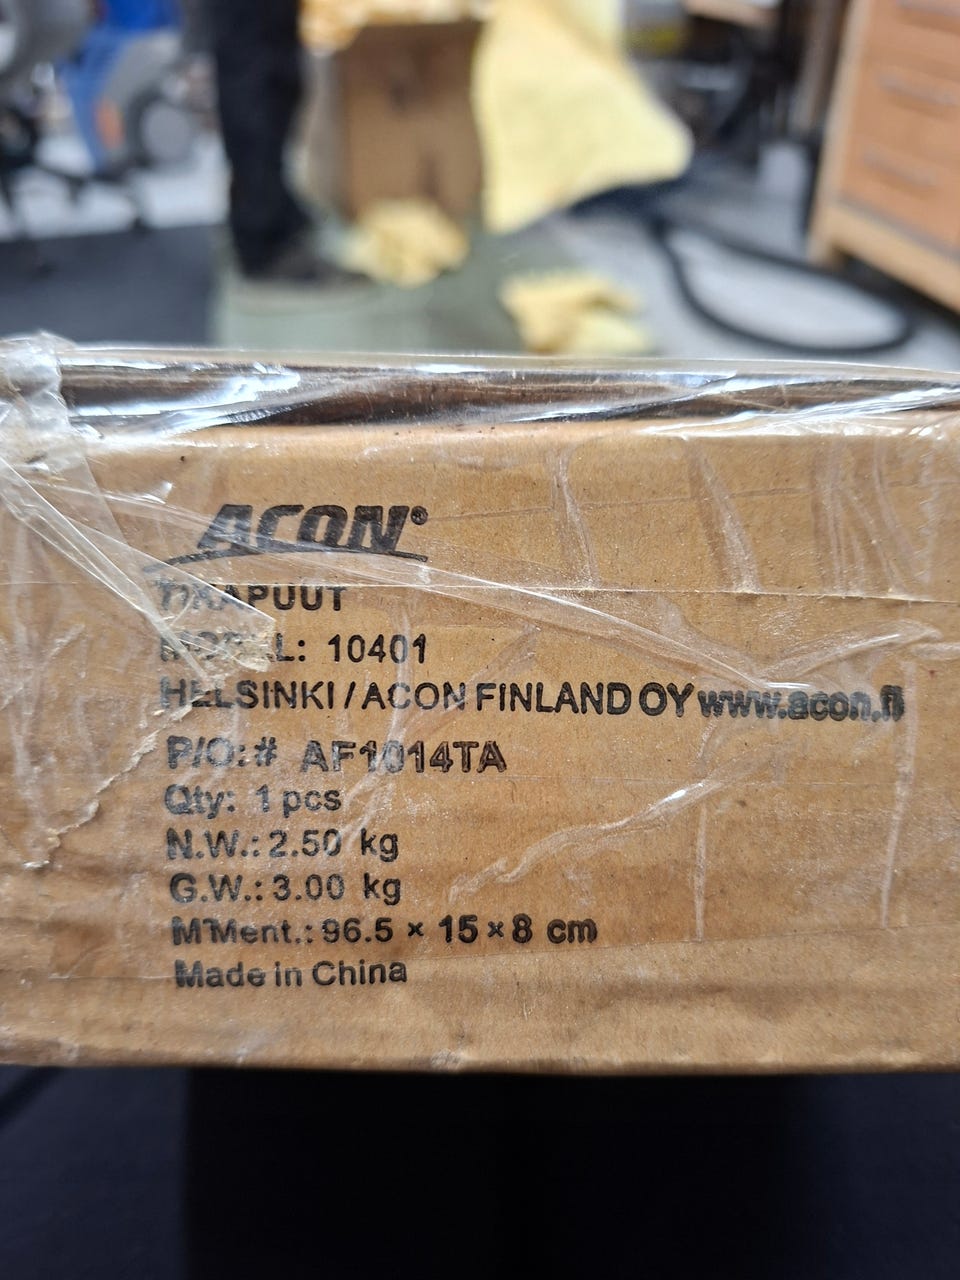 ACON®
TIKAPUUT
MODEL: 10401
HELSINKI / ACON FINLAND OY www.acon.fi
P/O: # AF1014TA
Qty: 1 pcs
N.W.: 2.50 kg
G.W.: 3.00 kg
M'Ment.: 96.5 × 15 × 8 cm
Made in China